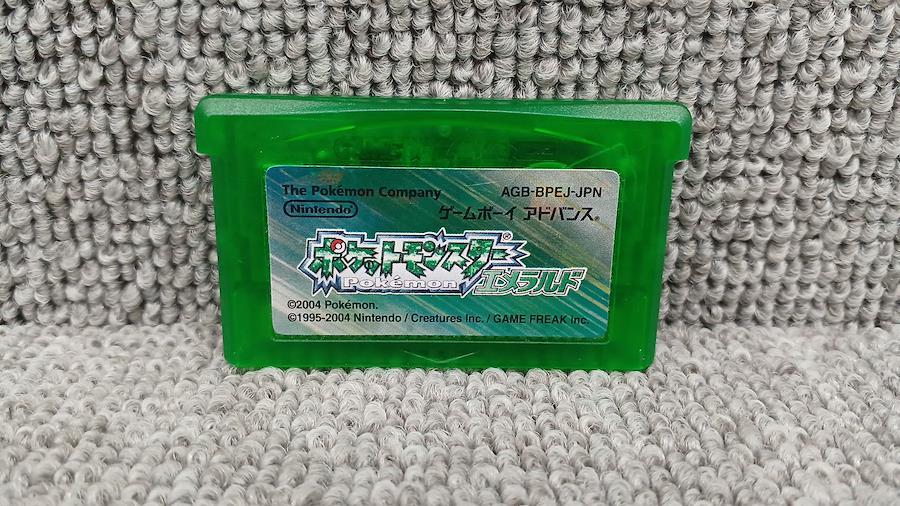 The Pokémon Company AGB-BPEJ-JPN
Nintendo® ゲームボーイ アドバンス®
ポケットモンスター®
Pokémon エメラルド
©2004 Pokémon.
©1995-2004 Nintendo / Creatures Inc. / GAME FREAK inc.